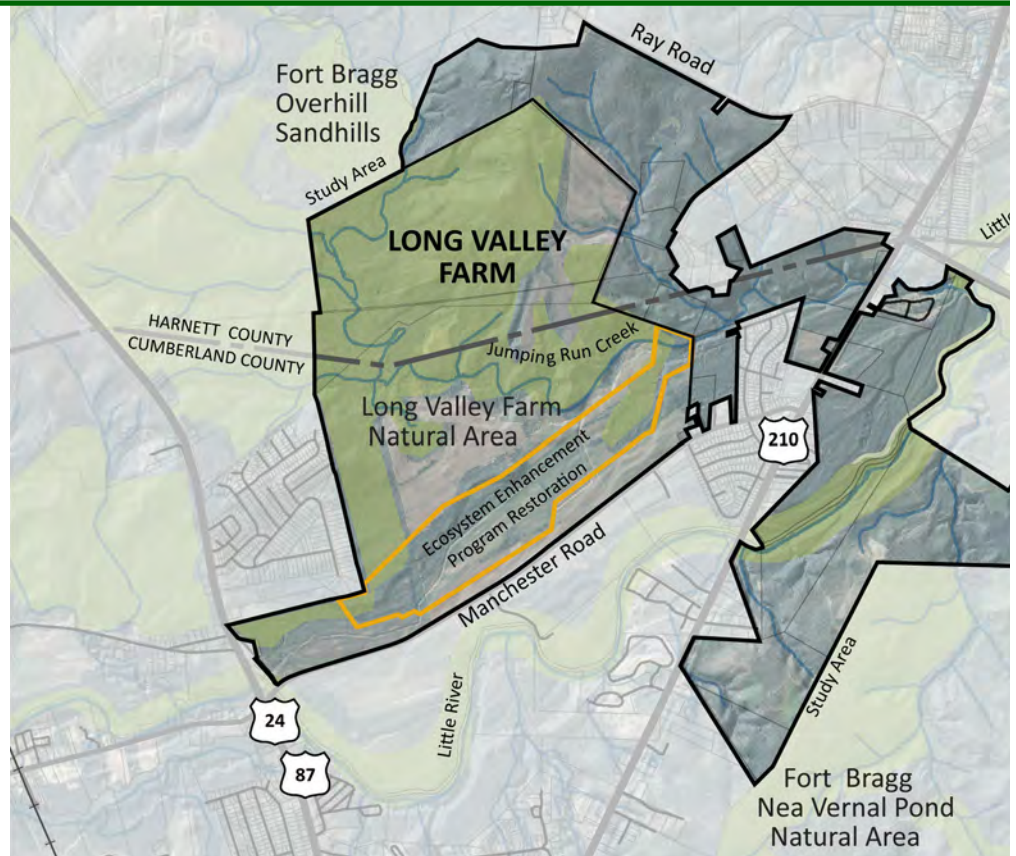 Ray Road
Fort Bragg
Overhill
Sandhills
Study Area
LONG VALLEY
FARM
Little
HARNETT COUNTY
CUMBERLAND COUNTY
Jumping Run Creek
Long Valley Farm
Natural Area
210
Ecosystem Enhancement
Program Restoration
Manchester Road
Study Area
Little River
24
87
Fort Bragg
Nea Vernal Pond
Natural Area